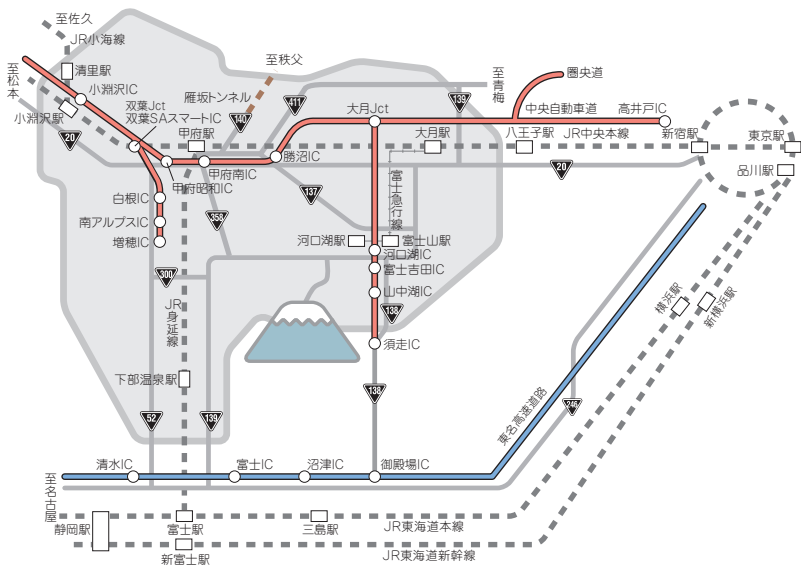 至佐久
JR小海線
清里駅
至松本
小淵沢IC
小淵沢駅
20
至秩父
雁坂トンネル
140
双葉Jct
双葉SAスマートIC
甲府駅
411
139
至青梅
圏央道
大月Jct
中央自動車道
高井戸IC
大月駅
八王子駅
JR中央本線
新宿駅
東京駅
品川駅
勝沼IC
甲府南IC
甲府昭和IC
20
白根IC
南アルプスIC
増穂IC
358
137
富士急行線
河口湖駅
富士山駅
河口湖IC
富士吉田IC
山中湖IC
138
須走IC
300
JR身延線
下部温泉駅
52
139
138
横浜駅
新横浜駅
246
東名高速道路
清水IC
富士IC
沼津IC
御殿場IC
至名古屋
静岡駅
富士駅
三島駅
JR東海道本線
新富士駅
JR東海道新幹線